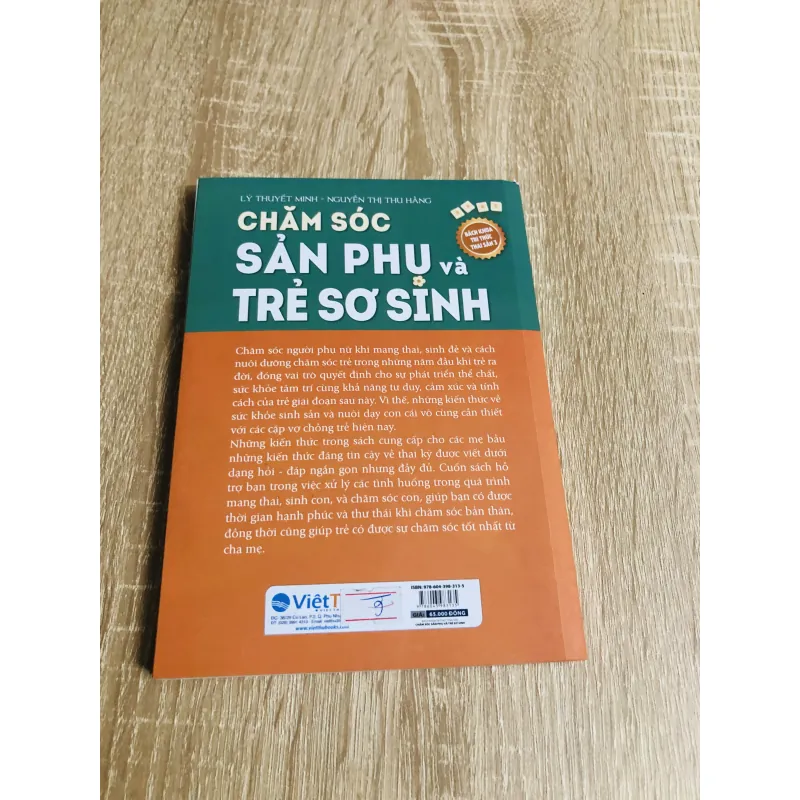 LÝ THUYẾT MINH - NGUYỄN THỊ THU HẰNG
CHĂM SÓC
SẢN PHỤ và
TRẺ SƠ SINH
BÁCH KHOA
TRI THỨC
THAI SẢN 3
Chăm sóc người phụ nữ khi mang thai, sinh đẻ và cách
nuôi dưỡng chăm sóc trẻ trong những năm đầu khi trẻ ra
đời, đóng vai trò quyết định cho sự phát triển thể chất,
sức khỏe tâm trí cùng khả năng tư duy, cảm xúc và tính
cách của trẻ giai đoạn sau này. Vì thế, những kiến thức về
sức khỏe sinh sản và nuôi dạy con cái vô cùng cần thiết
với các cặp vợ chồng trẻ hiện nay.
Những kiến thức trong sách cung cấp cho các mẹ bầu
những kiến thức đáng tin cậy về thai kỳ được viết dưới
dạng hỏi - đáp ngắn gọn nhưng đầy đủ. Cuốn sách hỗ
trợ bạn trong việc xử lý các tình huống trong quá trình
mang thai, sinh con, và chăm sóc con, giúp bạn có được
thời gian hạnh phúc và thư thái khi chăm sóc bản thân,
đồng thời cũng giúp trẻ có được sự chăm sóc tốt nhất từ
cha mẹ.
ViệtT
ISBN: 978-604-398-313-5
65.000 ĐỒNG